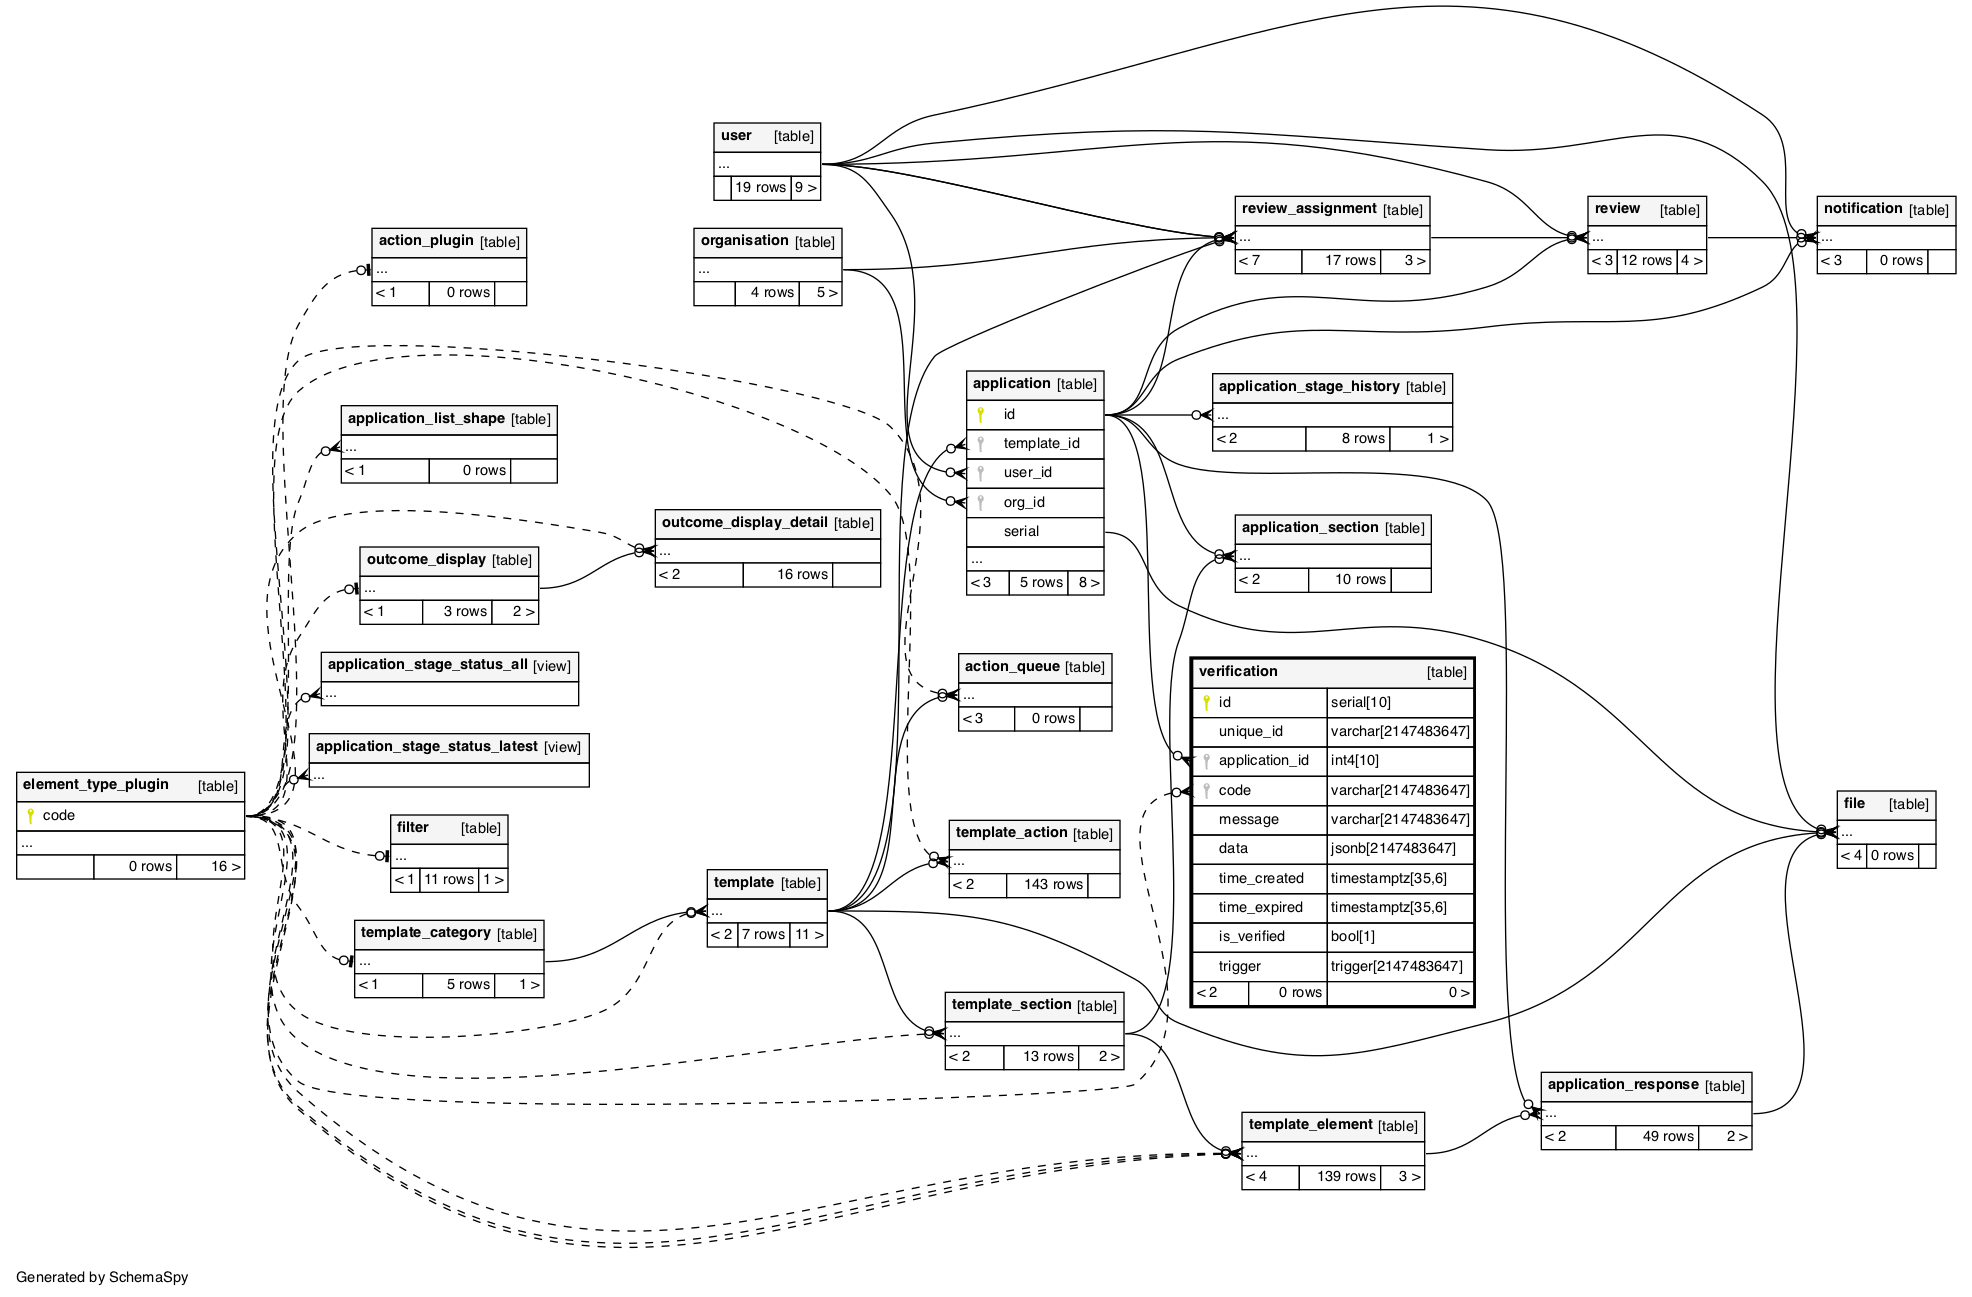 user [table]
...
19 rows 9 >
organisation [table]
...
4 rows 5 >
action_plugin [table]
...
< 1 0 rows
review_assignment [table]
...
< 7 17 rows 3 >
review [table]
...
< 3 12 rows 4 >
notification [table]
...
< 3 0 rows
application_list_shape [table]
...
< 1 0 rows
application [table]
id
template_id
user_id
org_id
serial
...
< 3 5 rows 8 >
application_stage_history [table]
...
< 2 8 rows 1 >
outcome_display_detail [table]
...
< 2 16 rows
outcome_display [table]
...
< 1 3 rows 2 >
application_section [table]
...
< 2 10 rows
application_stage_status_all [view]
...
application_stage_status_latest [view]
...
action_queue [table]
...
< 3 0 rows
verification [table]
id serial[10]
unique_id varchar[2147483647]
application_id int4[10]
code varchar[2147483647]
message varchar[2147483647]
data jsonb[2147483647]
time_created timestamptz[35,6]
time_expired timestamptz[35,6]
is_verified bool[1]
trigger trigger[2147483647]
< 2 0 rows 0 >
element_type_plugin [table]
code
...
0 rows 16 >
filter [table]
...
< 1 11 rows 1 >
template_action [table]
...
< 2 143 rows
file [table]
...
< 4 0 rows
template [table]
...
< 2 7 rows 11 >
template_category [table]
...
< 1 5 rows 1 >
template_section [table]
...
< 2 13 rows 2 >
application_response [table]
...
< 2 49 rows 2 >
template_element [table]
...
< 4 139 rows 3 >
Generated by SchemaSpy